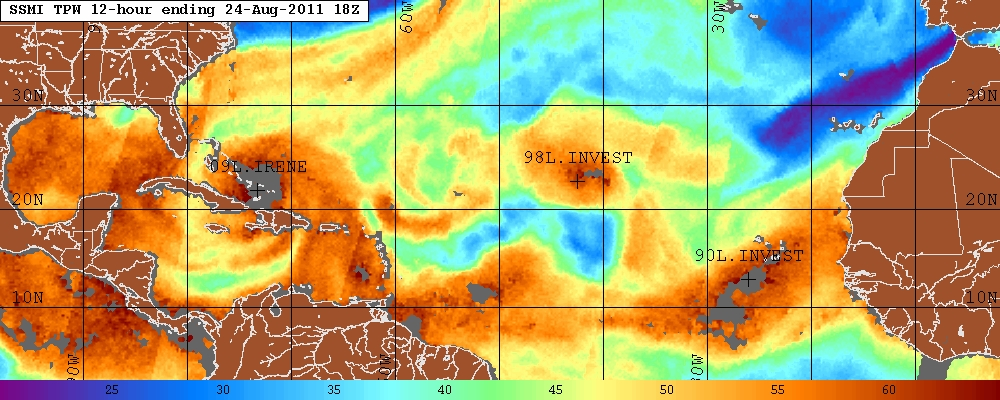 SSMI TPW 12-hour ending 24-Aug-2011 18Z
60W
30W
30N
30N
98L.INVEST
09L.IRENE
20N
20N
90L.INVEST
10N
10N
90W
60W
30W
25 30 35 40 45 50 55 60